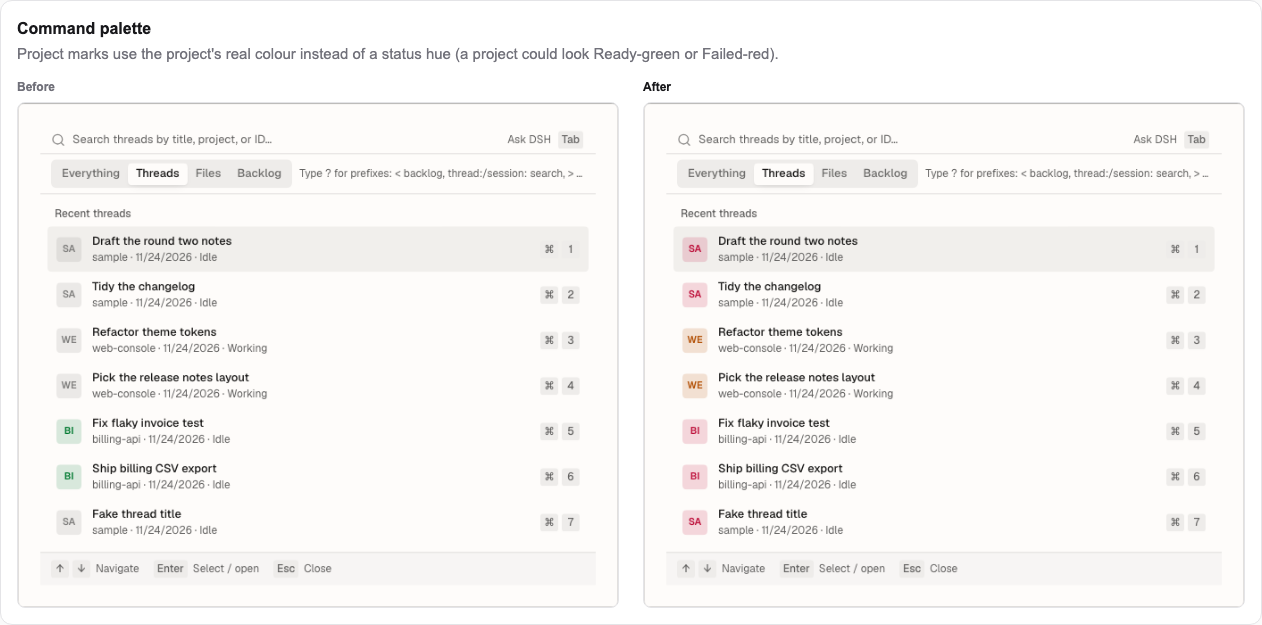 Command palette
Project marks use the project's real colour instead of a status hue (a project could look Ready-green or Failed-red).
Before
Search threads by title, project, or ID... Ask DSH Tab
Everything Threads Files Backlog Type ? for prefixes: < backlog, thread:/session: search, > ...
Recent threads
SA Draft the round two notes ⌘ 1
sample · 11/24/2026 · Idle
SA Tidy the changelog ⌘ 2
sample · 11/24/2026 · Idle
WE Refactor theme tokens ⌘ 3
web-console · 11/24/2026 · Working
WE Pick the release notes layout ⌘ 4
web-console · 11/24/2026 · Working
BI Fix flaky invoice test ⌘ 5
billing-api · 11/24/2026 · Idle
BI Ship billing CSV export ⌘ 6
billing-api · 11/24/2026 · Idle
SA Fake thread title ⌘ 7
sample · 11/24/2026 · Idle
↑ ↓ Navigate Enter Select / open Esc Close
After
Search threads by title, project, or ID... Ask DSH Tab
Everything Threads Files Backlog Type ? for prefixes: < backlog, thread:/session: search, > ...
Recent threads
SA Draft the round two notes ⌘ 1
sample · 11/24/2026 · Idle
SA Tidy the changelog ⌘ 2
sample · 11/24/2026 · Idle
WE Refactor theme tokens ⌘ 3
web-console · 11/24/2026 · Working
WE Pick the release notes layout ⌘ 4
web-console · 11/24/2026 · Working
BI Fix flaky invoice test ⌘ 5
billing-api · 11/24/2026 · Idle
BI Ship billing CSV export ⌘ 6
billing-api · 11/24/2026 · Idle
SA Fake thread title ⌘ 7
sample · 11/24/2026 · Idle
↑ ↓ Navigate Enter Select / open Esc Close